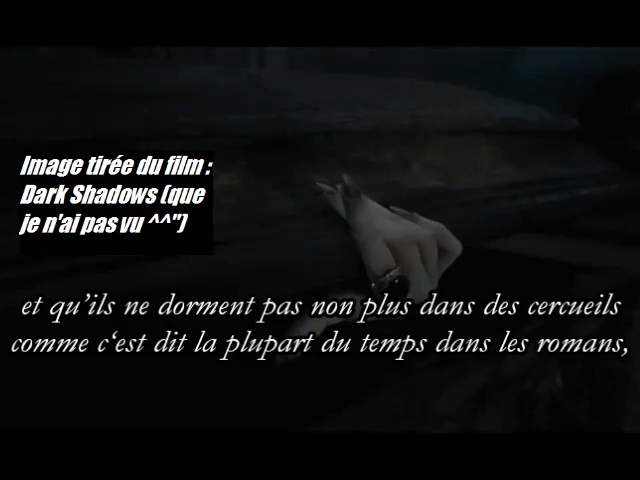 Image tirée du film :
Dark Shadows (que
je n'ai pas vu ^^")
et qu’ils ne dorment pas non plus dans des cercueils
comme c‘est dit la plupart du temps dans les romans,